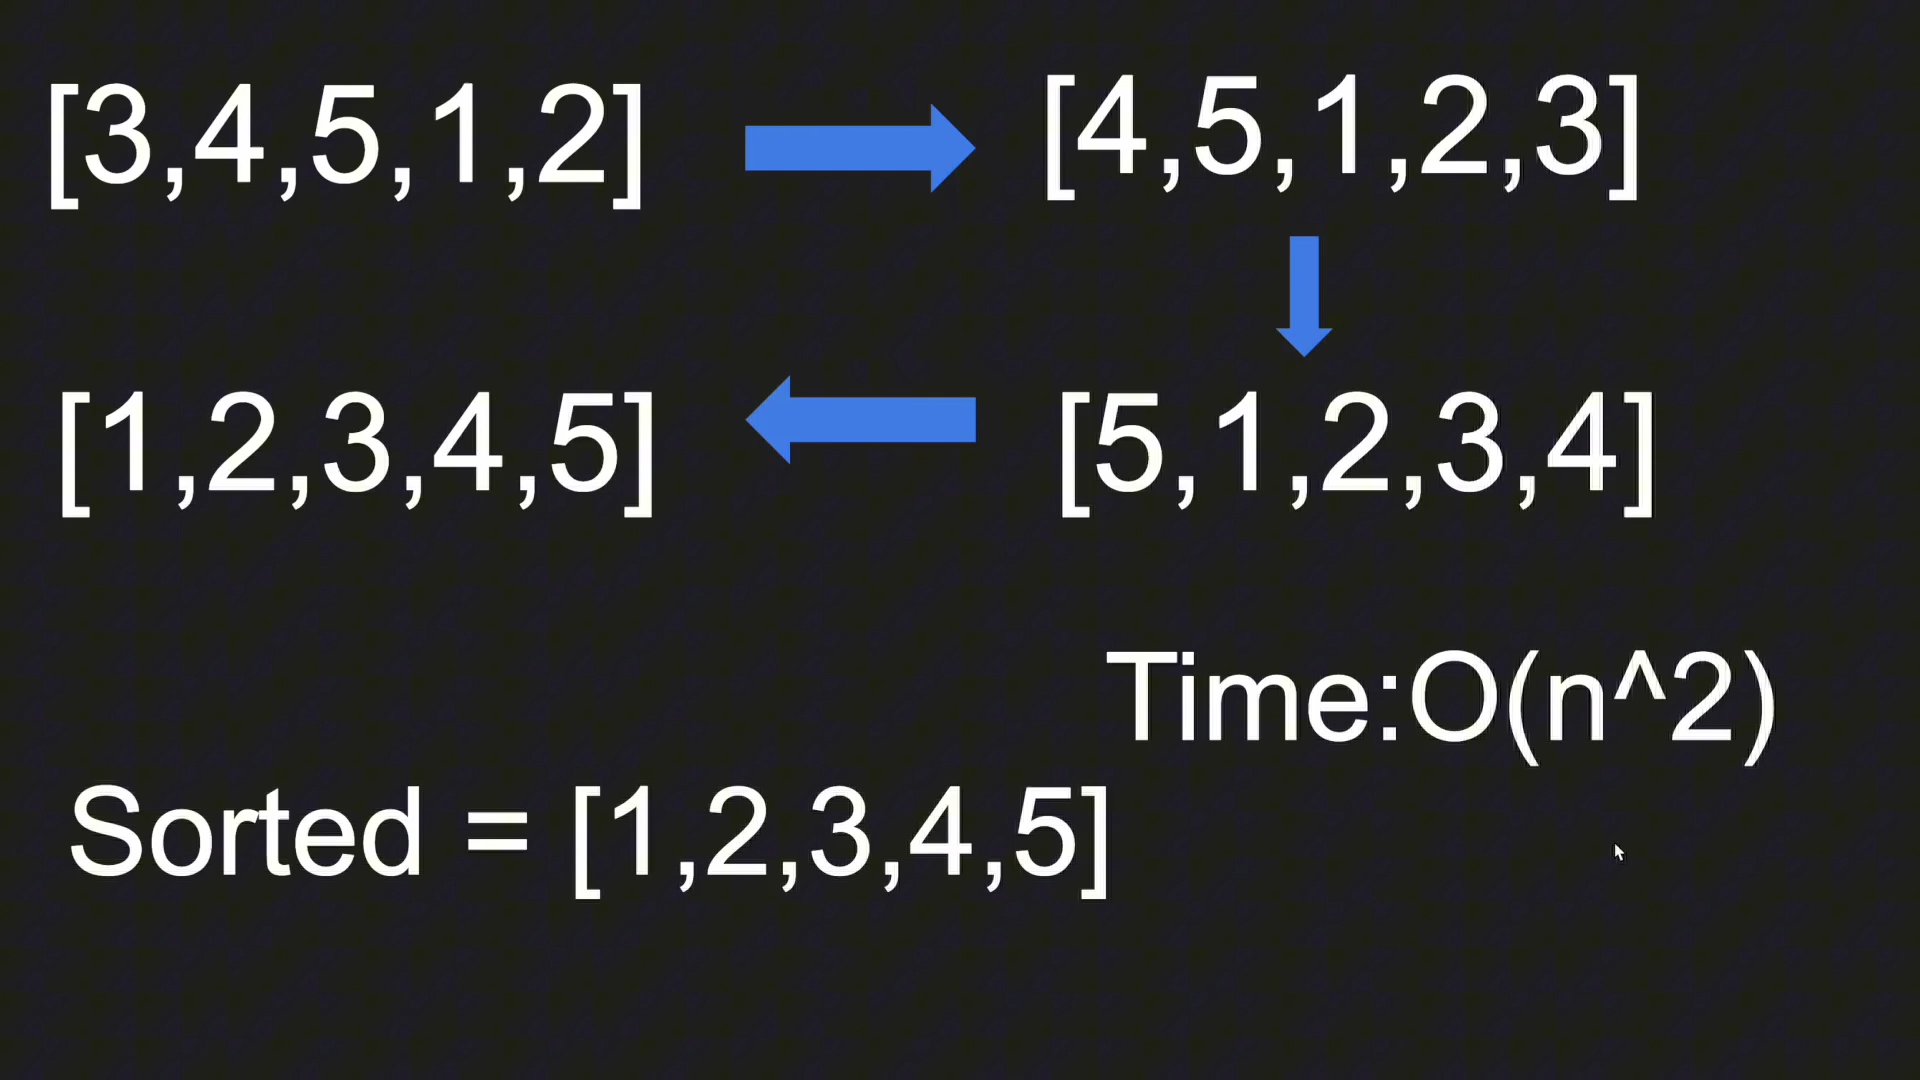 [3,4,5,1,2]
[4,5,1,2,3]
[1,2,3,4,5]
[5,1,2,3,4]
Time:O(n^2)
Sorted = [1,2,3,4,5]